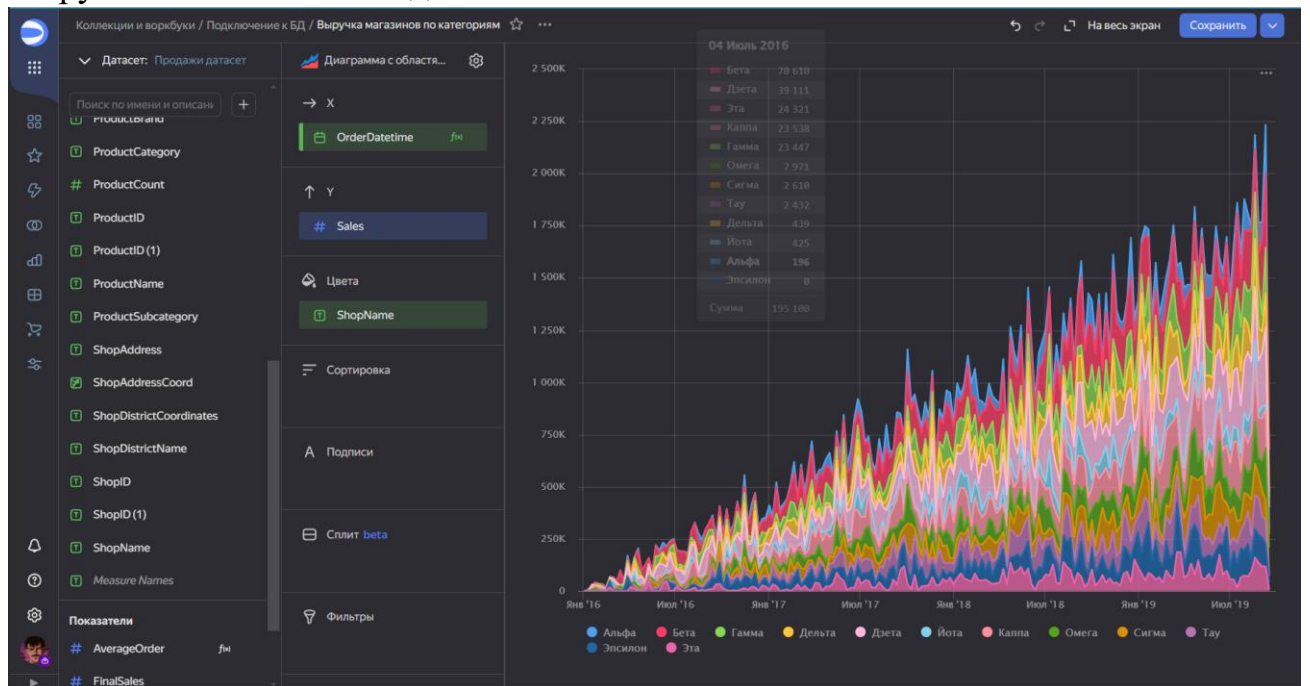 Коллекции и воркбуки / Подключение к БД / Выручка магазинов по категориям
На весь экран
Сохранить
Датасет: Продажи датасет
Поиск по имени и описани
ProductBrand
ProductCategory
ProductCount
ProductID
ProductID (1)
ProductName
ProductSubcategory
ShopAddress
ShopAddressCoord
ShopDistrictCoordinates
ShopDistrictName
ShopID
ShopID (1)
ShopName
Measure Names
Показатели
AverageOrder
FinalSales
Диаграмма с областя...
X
OrderDatetime
Y
# Sales
Цвета
ShopName
Сортировка
Подписи
Сплит beta
Фильтры
04 Июль 2016
Бета 70 610
Дзета 39 111
Эта 24 321
Каппа 23 538
Гамма 23 447
Омега 7 971
Сигма 2 610
Тау 2 432
Дельта 439
Йота 425
Альфа 196
Эпсилон 0
Сумма 195 100
2 500K
2 250K
2 000K
1 750K
1 500K
1 250K
1 000K
750K
500K
250K
0
Янв '16 Июл '16 Янв '17 Июл '17 Янв '18 Июл '18 Янв '19 Июл '19
Альфа Бета Гамма Дельта Дзета Йота Каппа Омега Сигма Тау
Эпсилон Эта